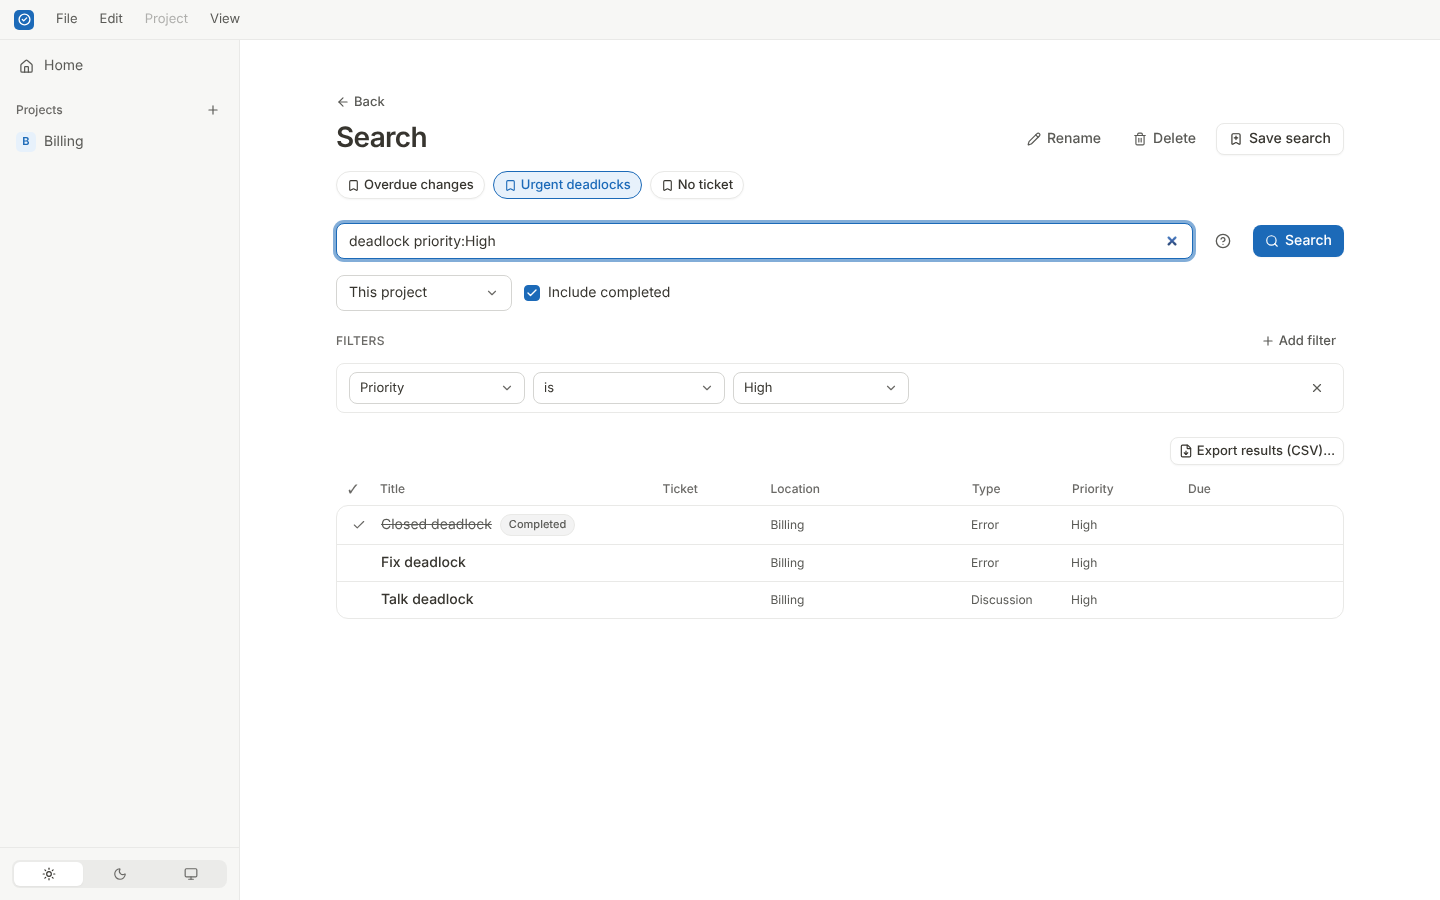 File Edit Project View
Home
Projects
B Billing
Back
Search
Rename Delete Save search
Overdue changes Urgent deadlocks No ticket
deadlock priority:High
Search
This project Include completed
FILTERS Add filter
Priority is High
Export results (CSV)...
✓ Title Ticket Location Type Priority Due
Closed deadlock Completed Billing Error High
Fix deadlock Billing Error High
Talk deadlock Billing Discussion High